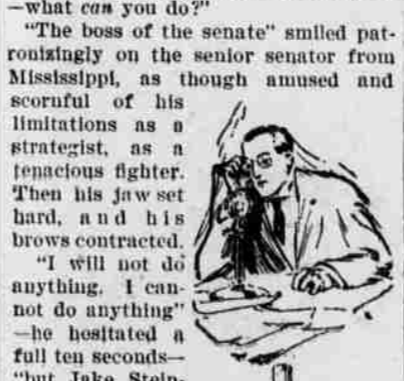 —what can you do?"
"The boss of the senate" smiled pat-
ronizingly on the senior senator from
Mississippi, as though amused and
scornful of his
limitations as a
strategist, as a
tenacious fighter.
Then his jaw set
hard, and his
brows contracted.
"I will not do
anything. I can-
not do anything"
—he hesitated a
full ten seconds—
"but Jake Stein-